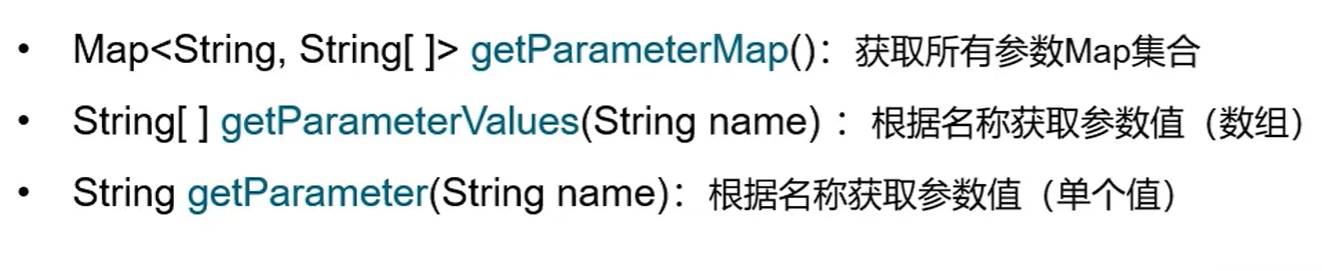 • Map<String, String[ ]> getParameterMap()：获取所有参数Map集合
• String[ ] getParameterValues(String name) ：根据名称获取参数值（数组）
• String getParameter(String name)：根据名称获取参数值（单个值）